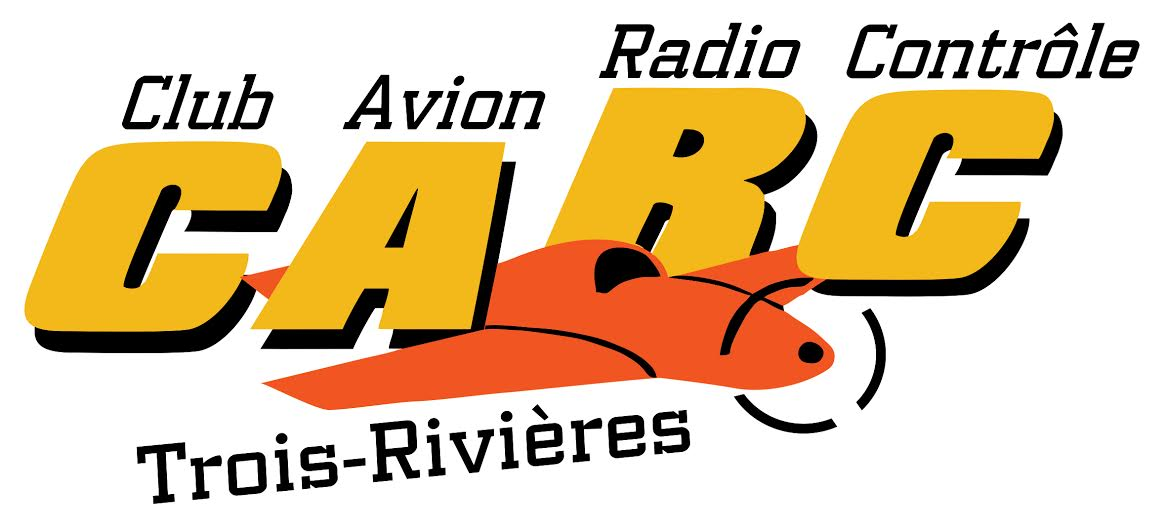 Club Avion Radio Contrôle
CARC
Trois-Rivières